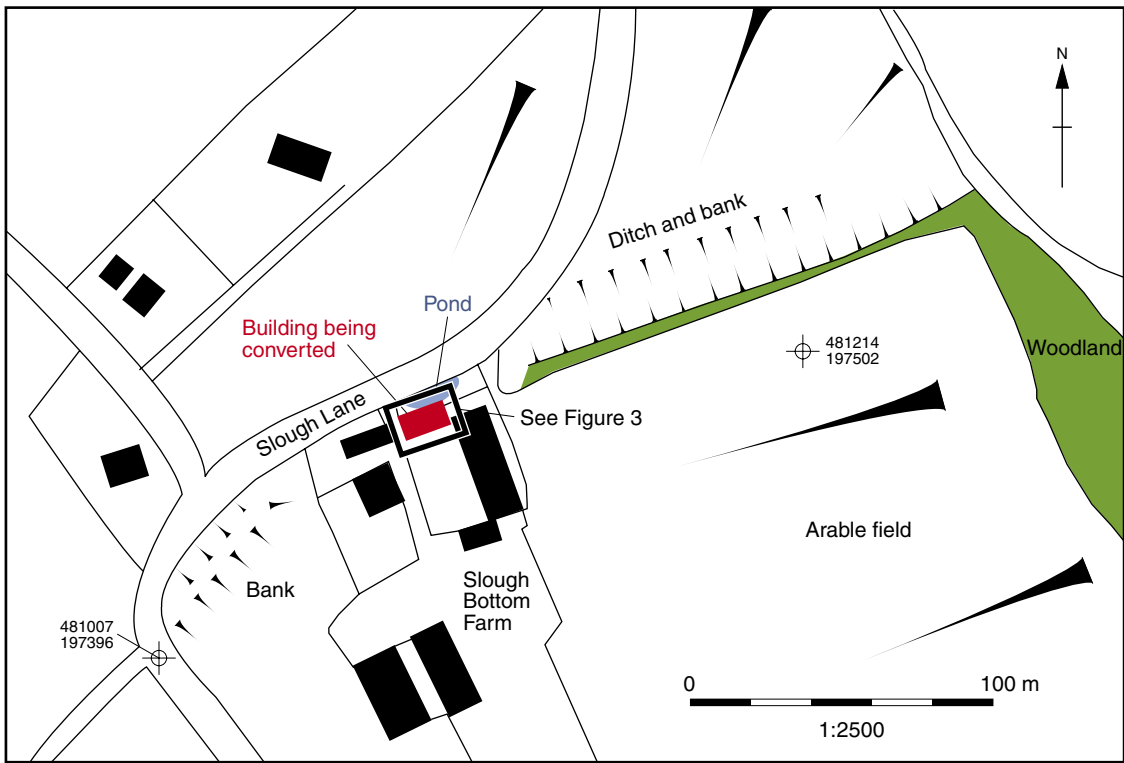 N
Ditch and bank
Pond
Building being
converted
481214
197502
Woodland
Slough Lane
See Figure 3
Arable field
Bank
Slough
Bottom
Farm
481007
197396
0
100 m
1:2500